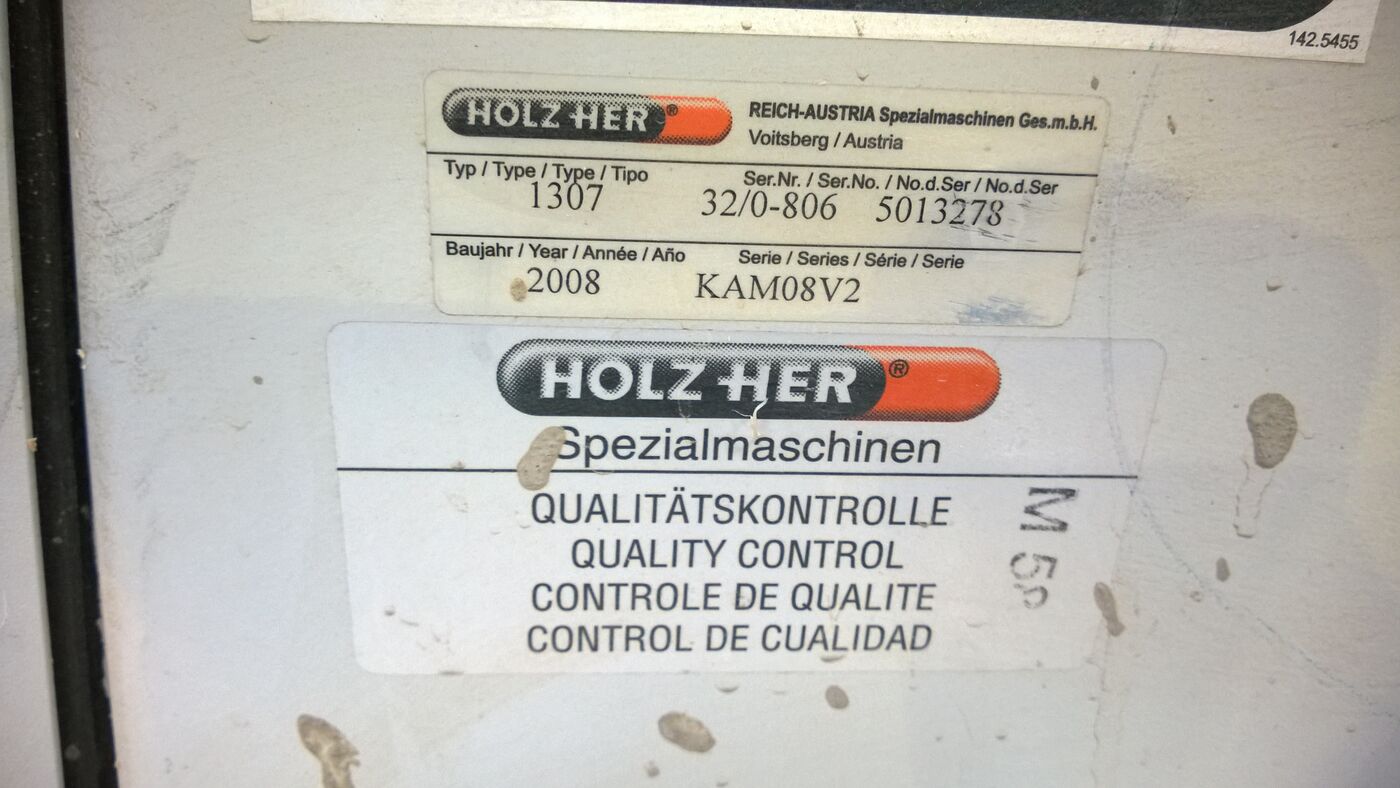 142.5455
HOLZ-HER® REICH-AUSTRIA Spezialmaschinen Ges.m.b.H.
Voitsberg / Austria
Typ / Type / Type / Tipo Ser.Nr. / Ser.No. / No.d.Ser / No.d.Ser
1307 32/0-806 5013278
Baujahr / Year / Année / Año Serie / Series / Série / Serie
2008 KAM08V2
HOLZ-HER®
Spezialmaschinen
QUALITÄTSKONTROLLE
QUALITY CONTROL
CONTROLE DE QUALITE
CONTROL DE CUALIDAD
M